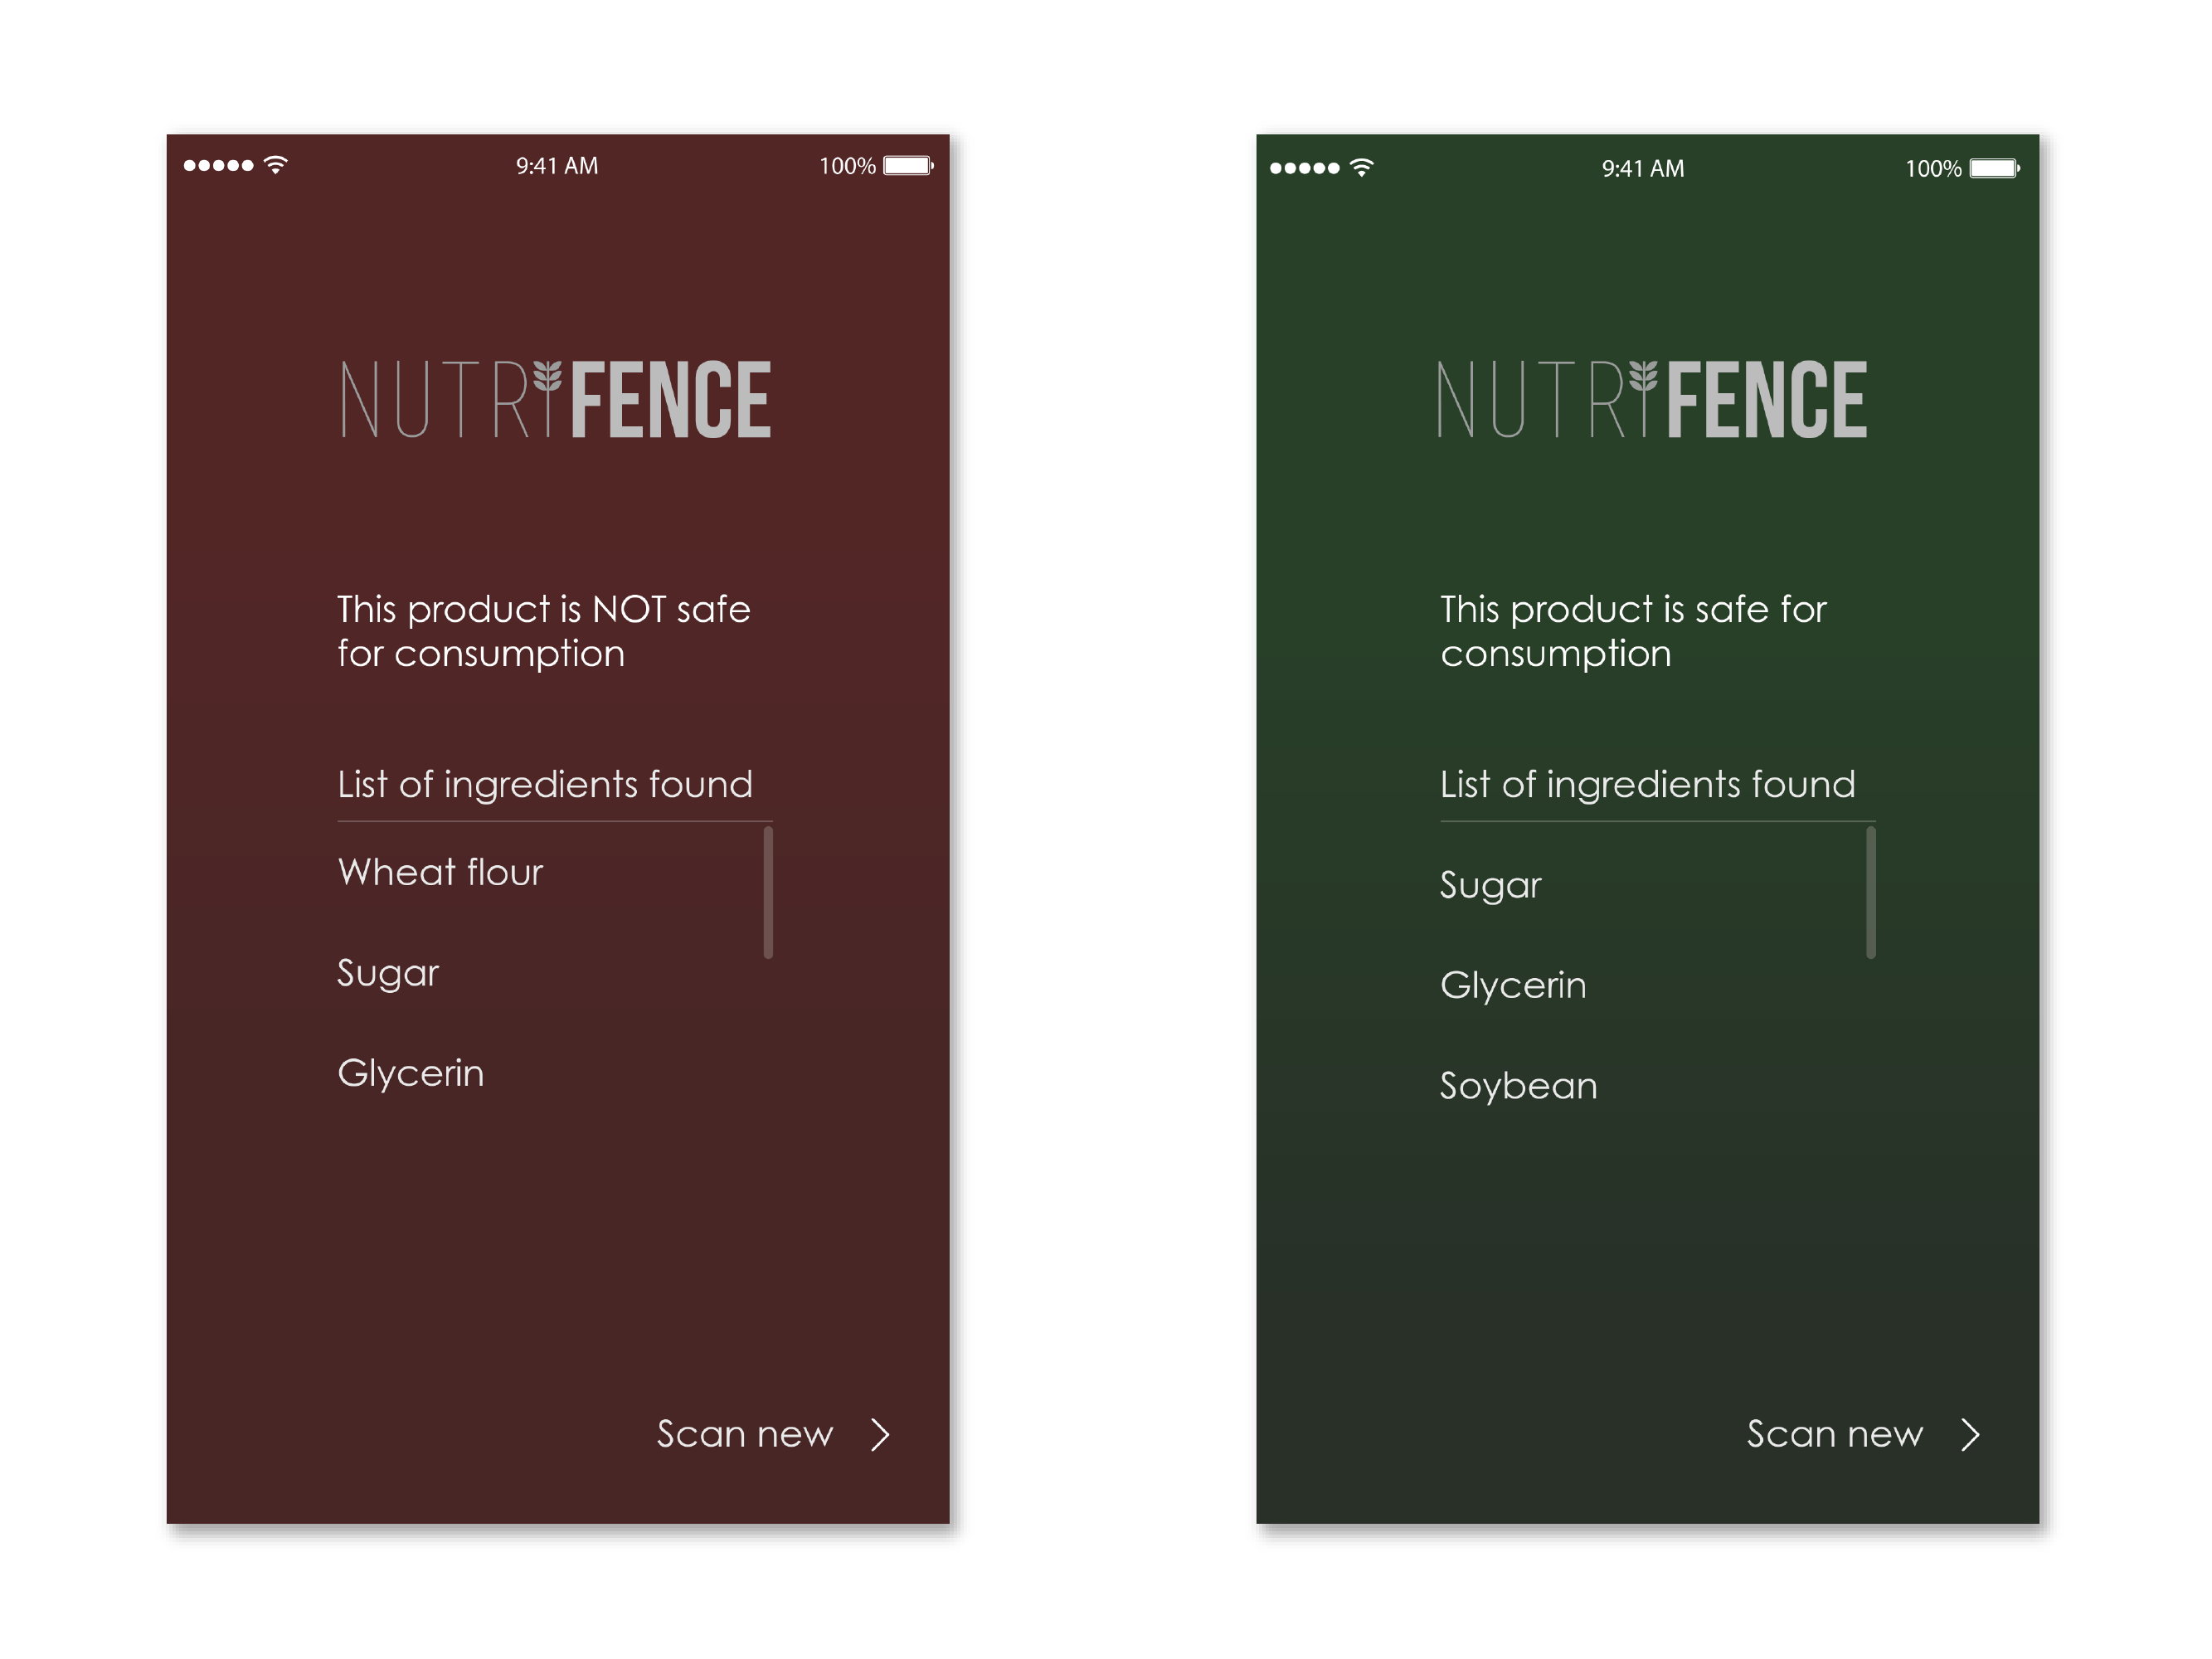 9:41 AM 100%
NUTRIFENCE
This product is NOT safe
for consumption
List of ingredients found
Wheat flour
Sugar
Glycerin
Scan new
9:41 AM 100%
NUTRIFENCE
This product is safe for
consumption
List of ingredients found
Sugar
Glycerin
Soybean
Scan new